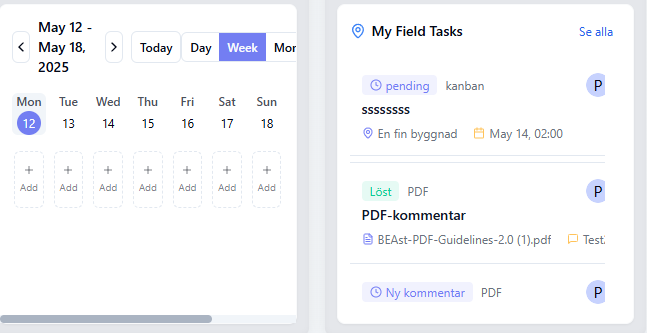 May 12 -
May 18,
2025
Today
Day
Week
Mon
Tue
Wed
Thu
Fri
Sat
Sun
12
13
14
15
16
17
18
+ + + + + + +
Add Add Add Add Add Add Add
My Field Tasks
Se alla
pending kanban P
ssssssss
En fin byggnad May 14, 02:00
Löst PDF P
PDF-kommentar
BEAst-PDF-Guidelines-2.0 (1).pdf Test
Ny kommentar PDF P